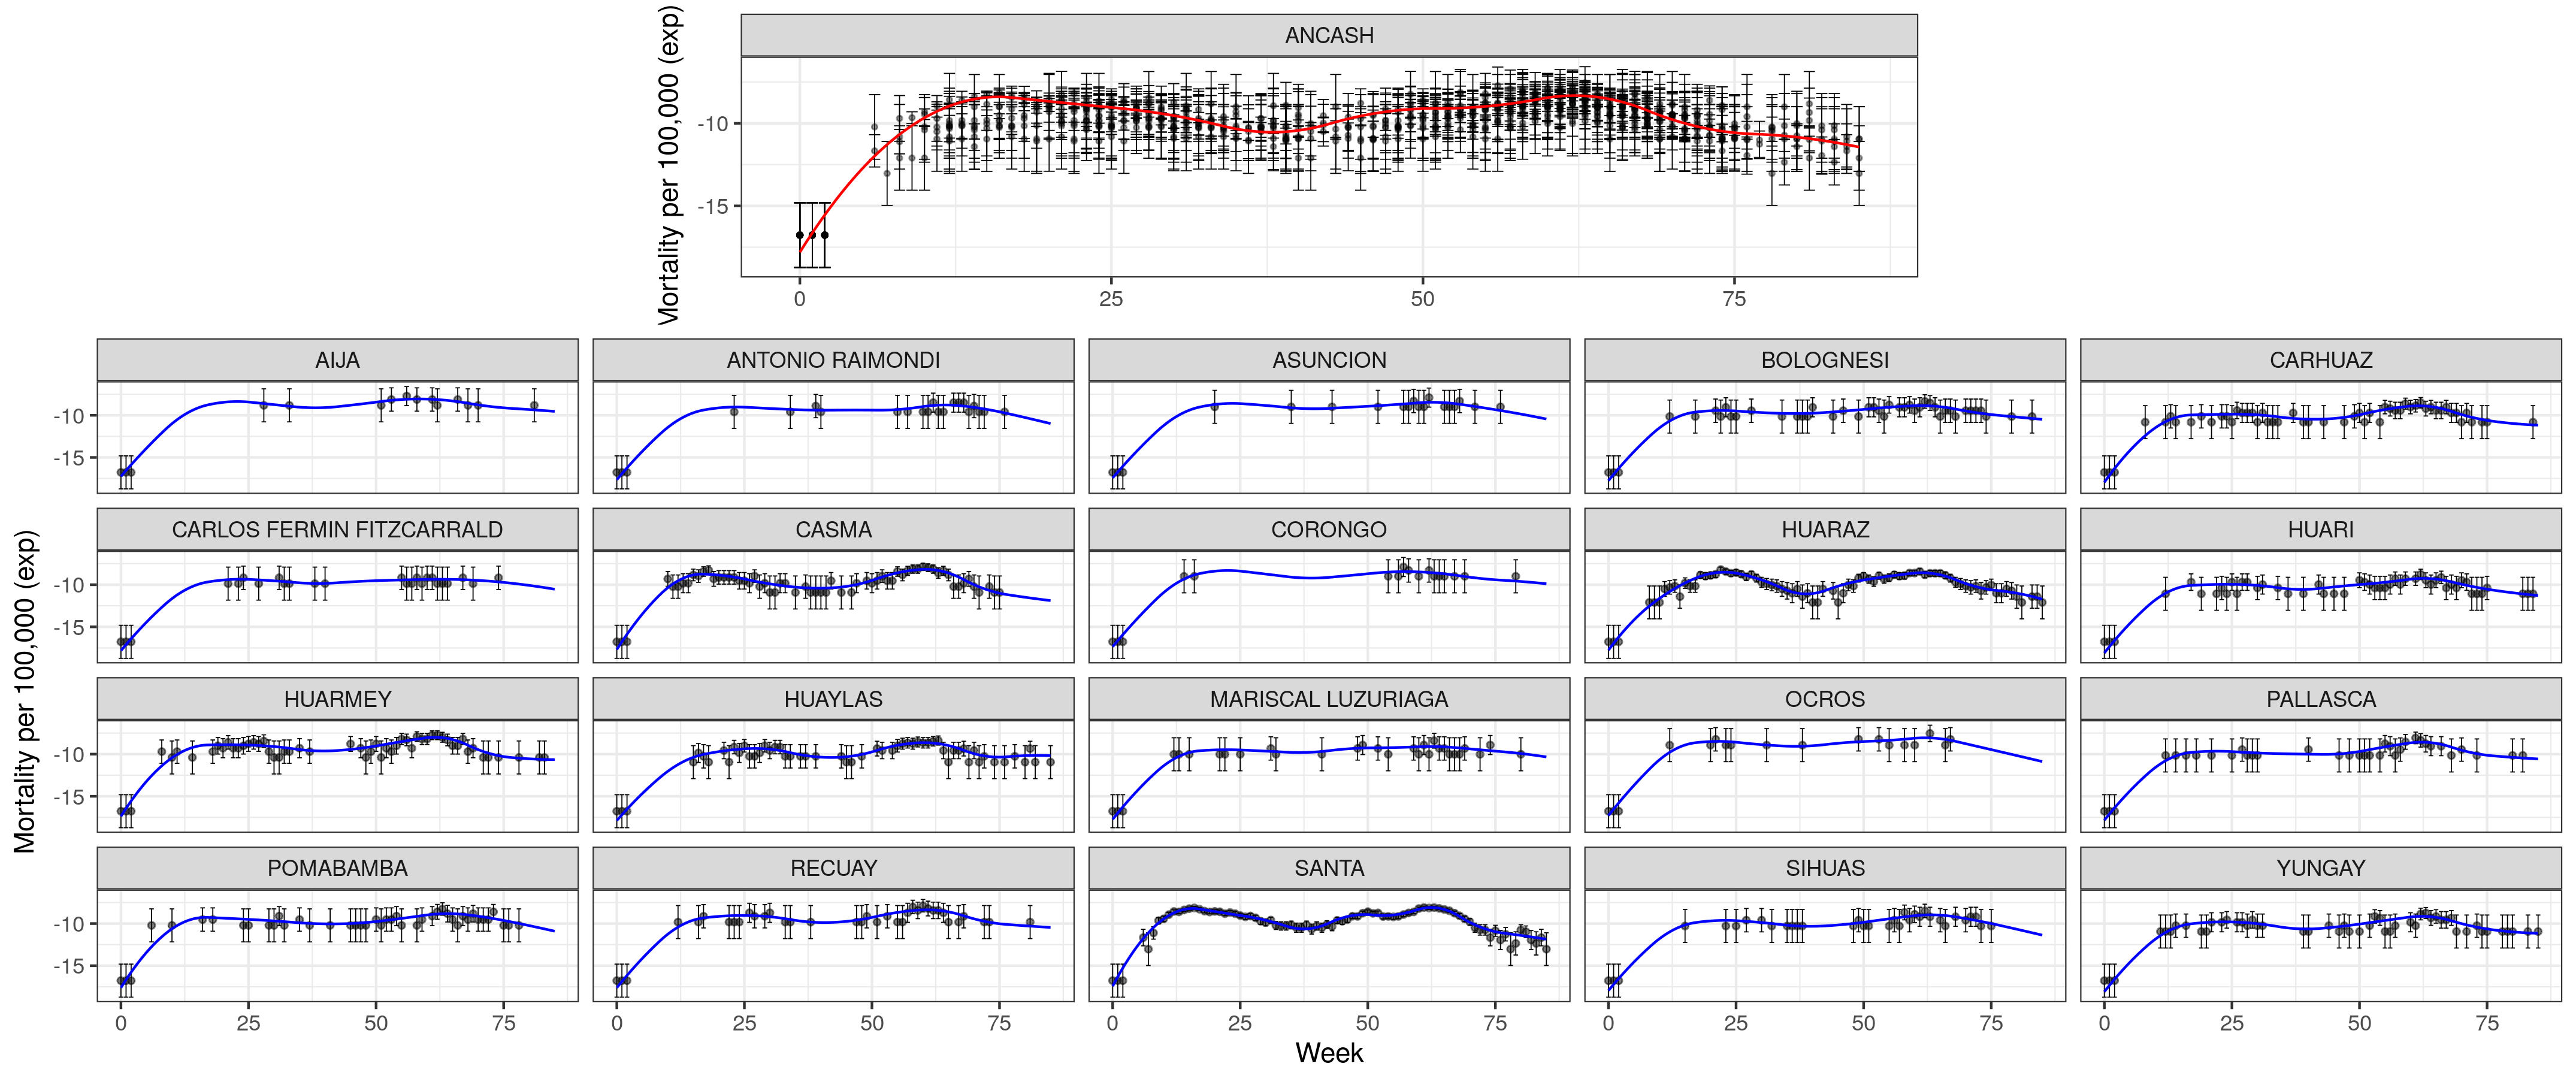 ANCASH
Mortality per 100,000 (exp)
-10
-15
0 25 50 75
AIJA ANTONIO RAIMONDI ASUNCION BOLOGNESI CARHUAZ
-10
-15
CARLOS FERMIN FITZCARRALD CASMA CORONGO HUARAZ HUARI
-10
-15
Mortality per 100,000 (exp)
HUARMEY HUAYLAS MARISCAL LUZURIAGA OCROS PALLASCA
-10
-15
POMABAMBA RECUAY SANTA SIHUAS YUNGAY
-10
-15
0 25 50 75 0 25 50 75 0 25 50 75 0 25 50 75 0 25 50 75
Week